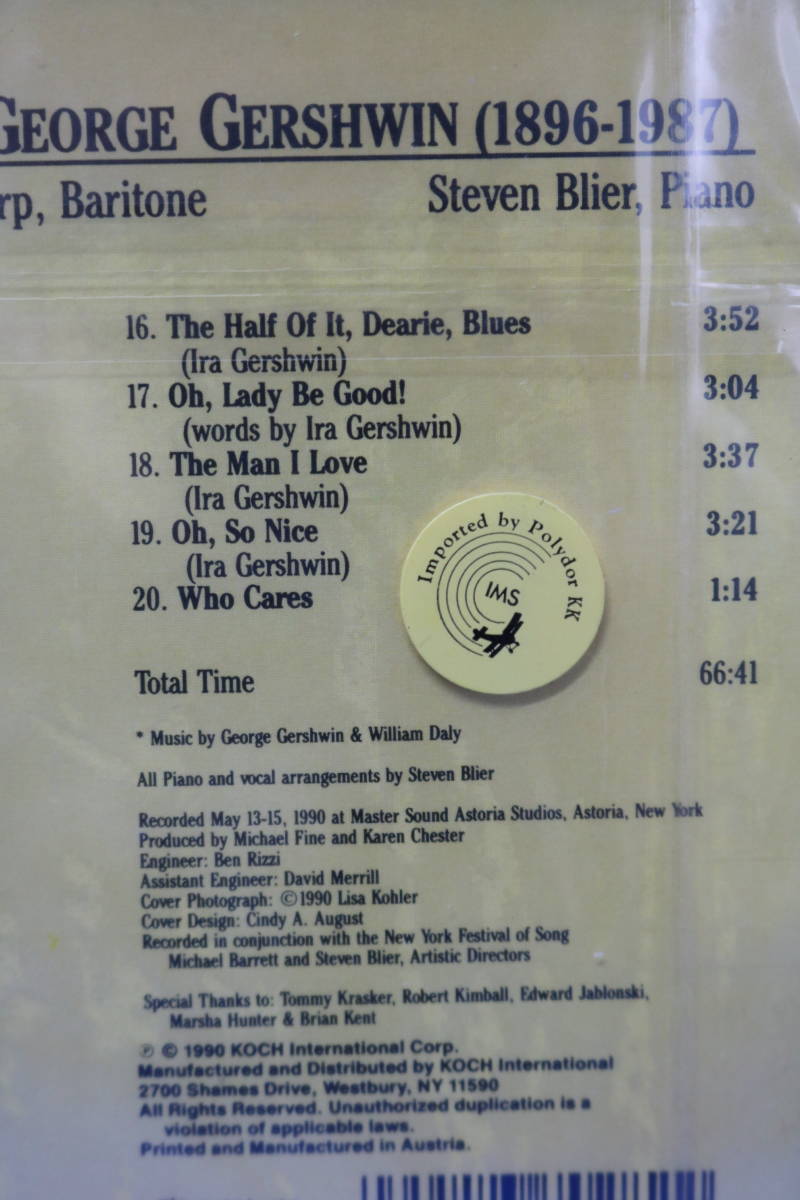 GEORGE GERSHWIN (1896-1987)
rp, Baritone Steven Blier, Piano
16. The Half Of It, Dearie, Blues 3:52
(Ira Gershwin)
17. Oh, Lady Be Good! 3:04
(words by Ira Gershwin)
18. The Man I Love 3:37
(Ira Gershwin)
19. Oh, So Nice 3:21
(Ira Gershwin)
20. Who Cares 1:14
Imported by Polydor KK
IMS
Total Time 66:41
* Music by George Gershwin & William Daly
All Piano and vocal arrangements by Steven Blier
Recorded May 13-15, 1990 at Master Sound Astoria Studios, Astoria, New York
Produced by Michael Fine and Karen Chester
Engineer: Ben Rizzi
Assistant Engineer: David Merrill
Cover Photograph: ©1990 Lisa Kohler
Cover Design: Cindy A. August
Recorded in conjunction with the New York Festival of Song
Michael Barrett and Steven Blier, Artistic Directors
Special Thanks to: Tommy Krasker, Robert Kimball, Edward Jablonski,
Marsha Hunter & Brian Kent
℗ © 1990 KOCH International Corp.
Manufactured and Distributed by KOCH International
2700 Shames Drive, Westbury, NY 11590
All Rights Reserved. Unauthorized duplication is a
violation of applicable laws.
Printed and Manufactured in Austria.